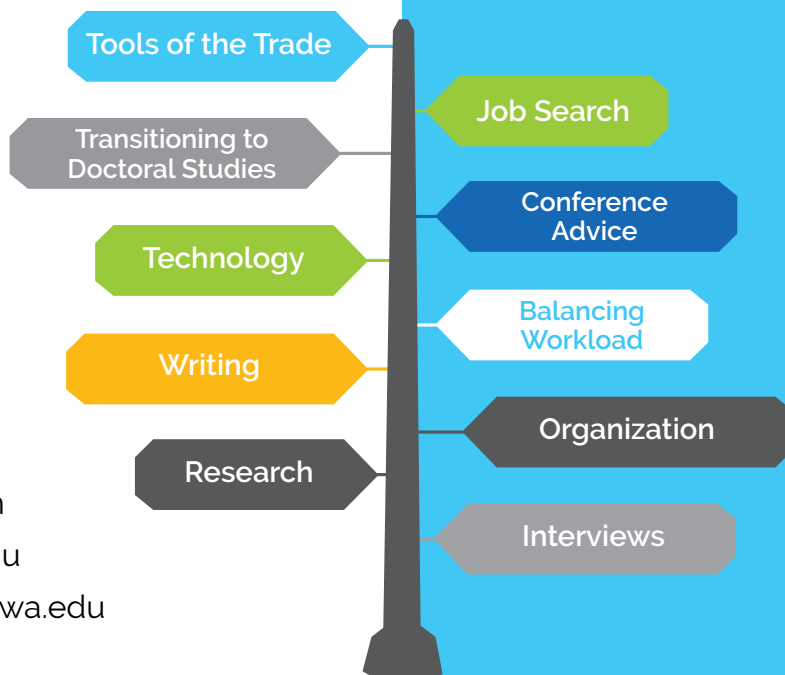 Tools of the Trade
Job Search
Transitioning to
Doctoral Studies
Conference
Advice
Technology
Balancing
Workload
Writing
Organization
Research
Interviews
wa.edu